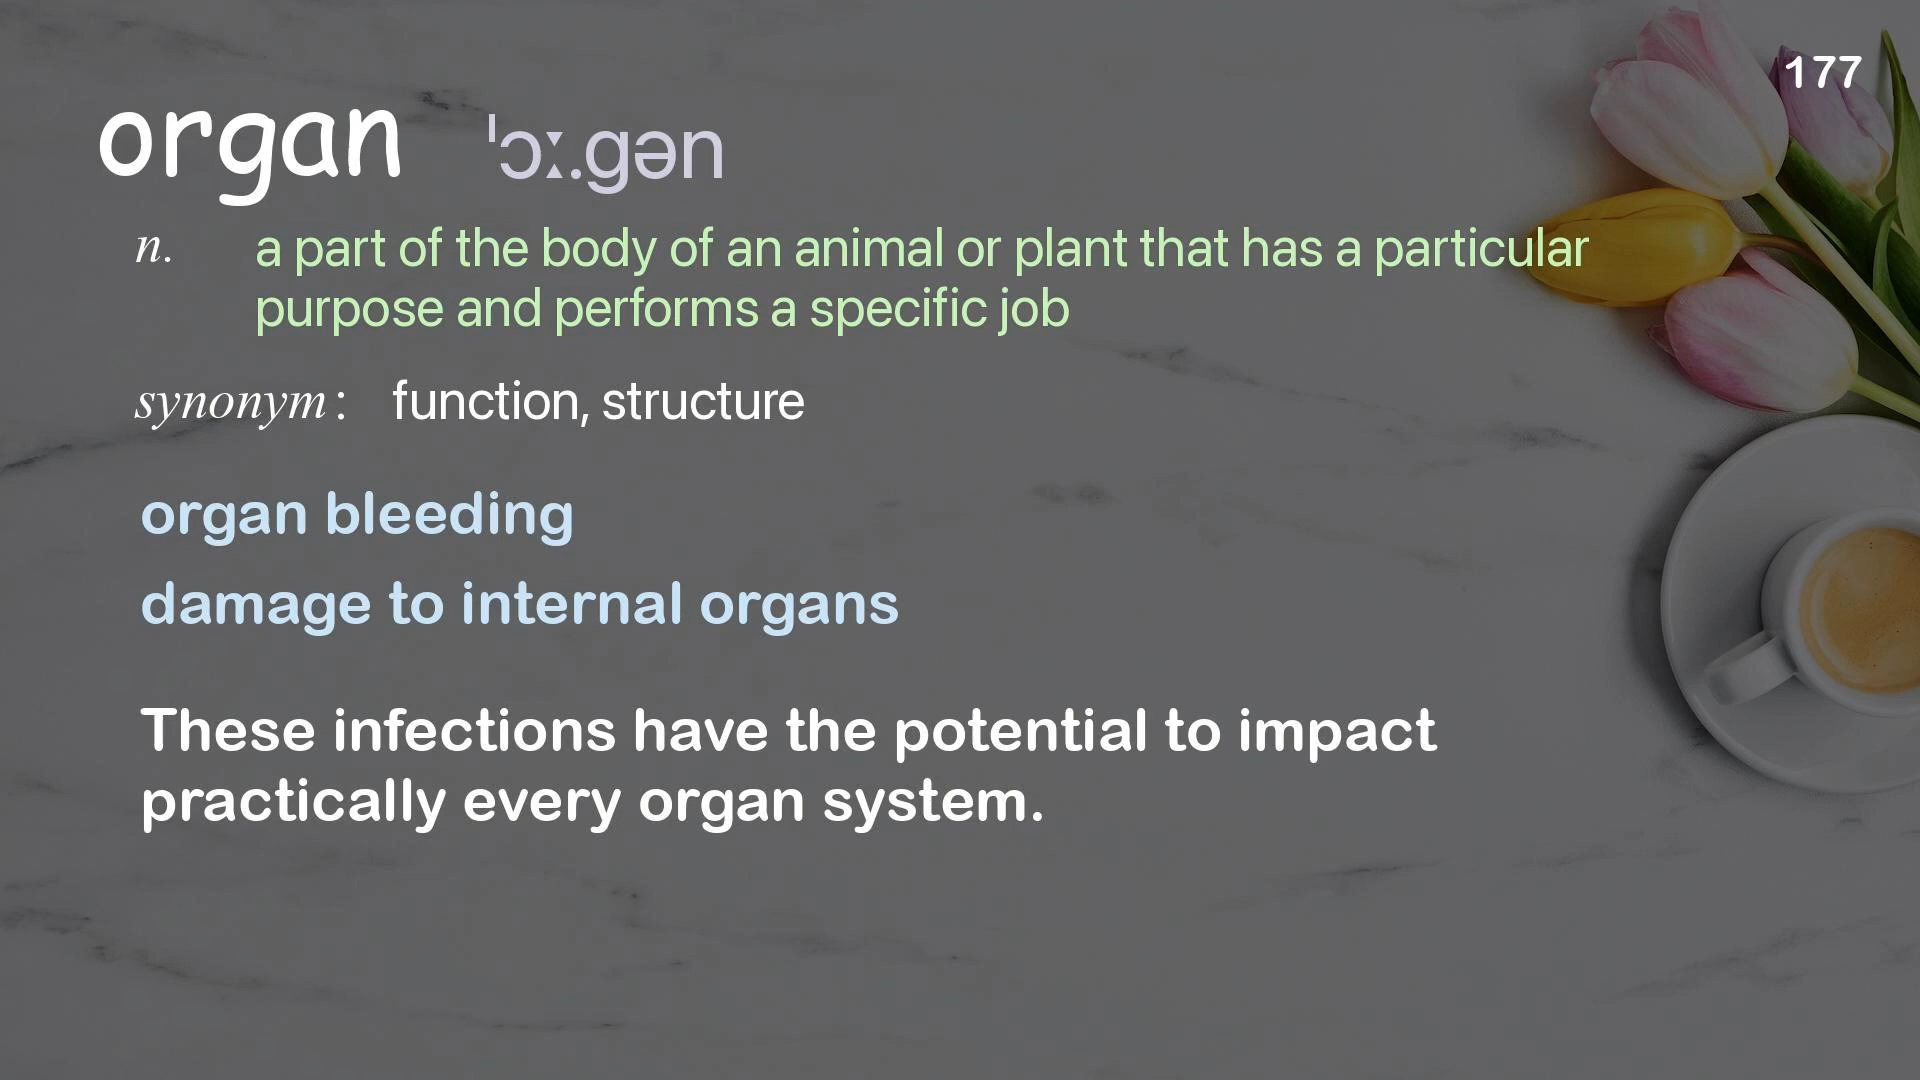 177
organ ˈɔː.gən
n. a part of the body of an animal or plant that has a particular
purpose and performs a specific job
synonym : function, structure
organ bleeding
damage to internal organs
These infections have the potential to impact
practically every organ system.